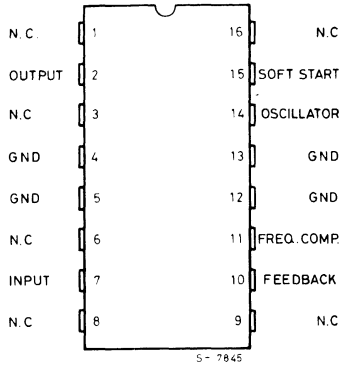 N.C. 1 16 N.C
OUTPUT 2 15 SOFT START
N.C 3 14 OSCILLATOR
GND 4 13 GND
GND 5 12 GND
N.C 6 11 FREQ.COMP.
INPUT 7 10 FEEDBACK
N.C 8 9 N.C
S-7845